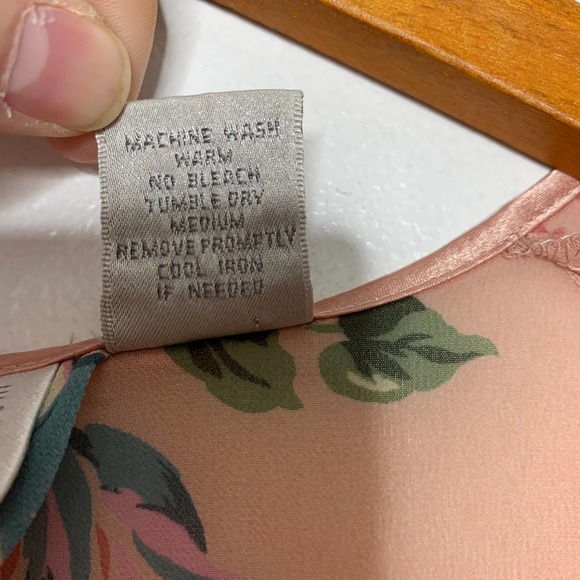 MACHINE WASH
WARM
NO BLEACH
TUMBLE DRY
MEDIUM
REMOVE PROMPTLY
COOL IRON
IF NEEDED